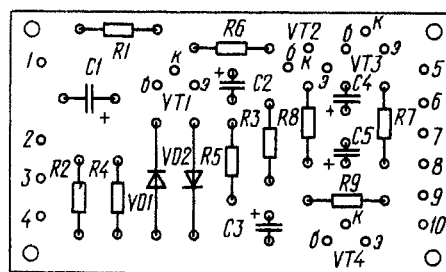 R1 R6 VT2 к
к б VT3 э
1 C1 к
б VT1 э C2 б э C4 5
+ + + 6
R3 R8 R7
2 C5 7
R2 R4 VD2 R5 + 8
3 VD1 R9 9
4 C3 + к 10
б VT4 э